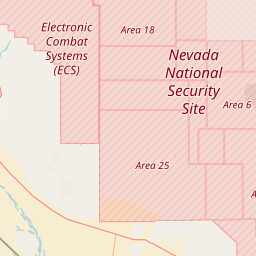 Electronic
Combat
Systems
(ECS)
Area 18
Nevada
National
Security
Site
Area 6
Area 25